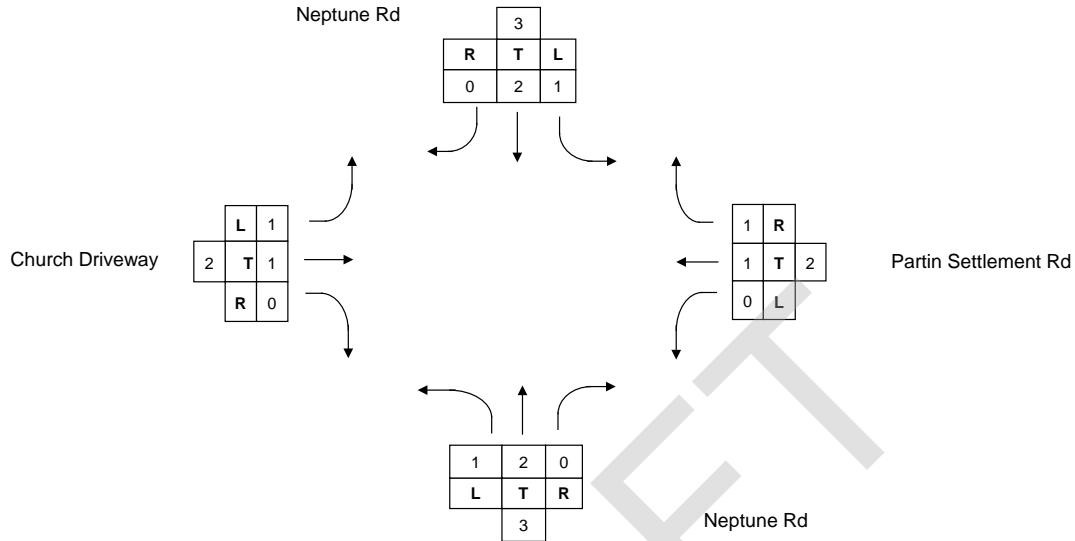 Neptune Rd
3
R T L
0 2 1
L 1
2 T 1
R 0
Church Driveway
1 R
1 T 2
0 L
Partin Settlement Rd
1 2 0
L T R
3
Neptune Rd